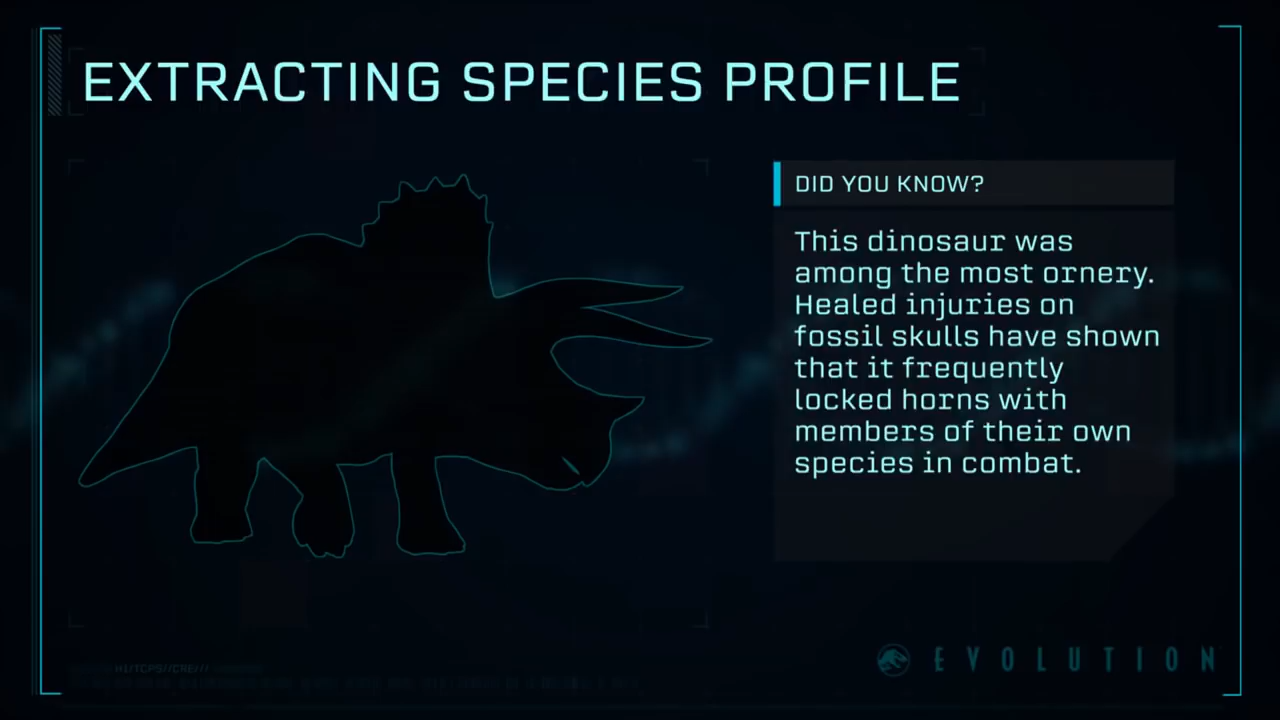 EXTRACTING SPECIES PROFILE
DID YOU KNOW?
This dinosaur was
among the most ornery.
Healed injuries on
fossil skulls have shown
that it frequently
locked horns with
members of their own
species in combat.
EVOLUTION